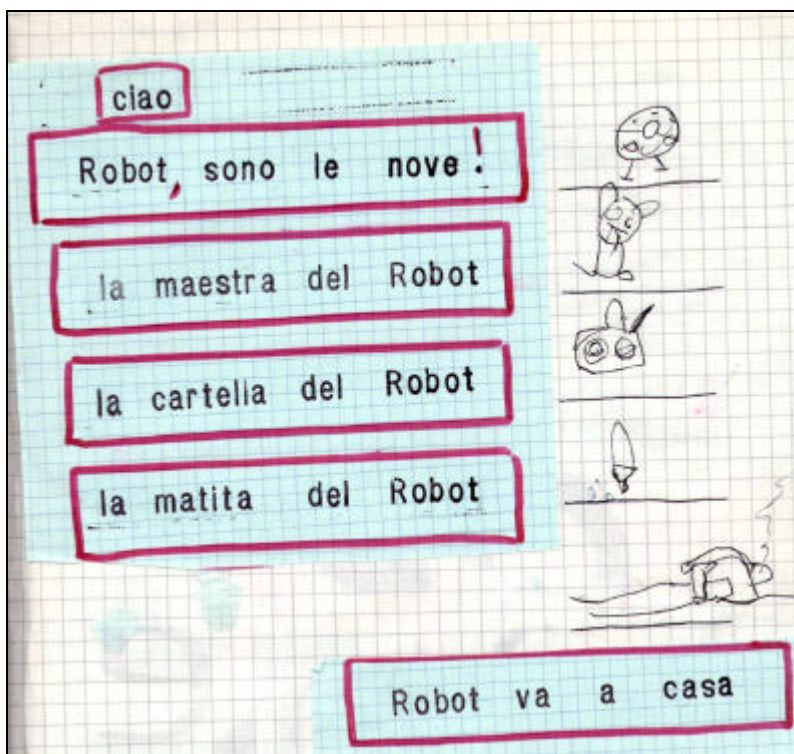 ciao
Robot, sono le nove!
la maestra del Robot
la cartella del Robot
la matita del Robot
Robot va a casa